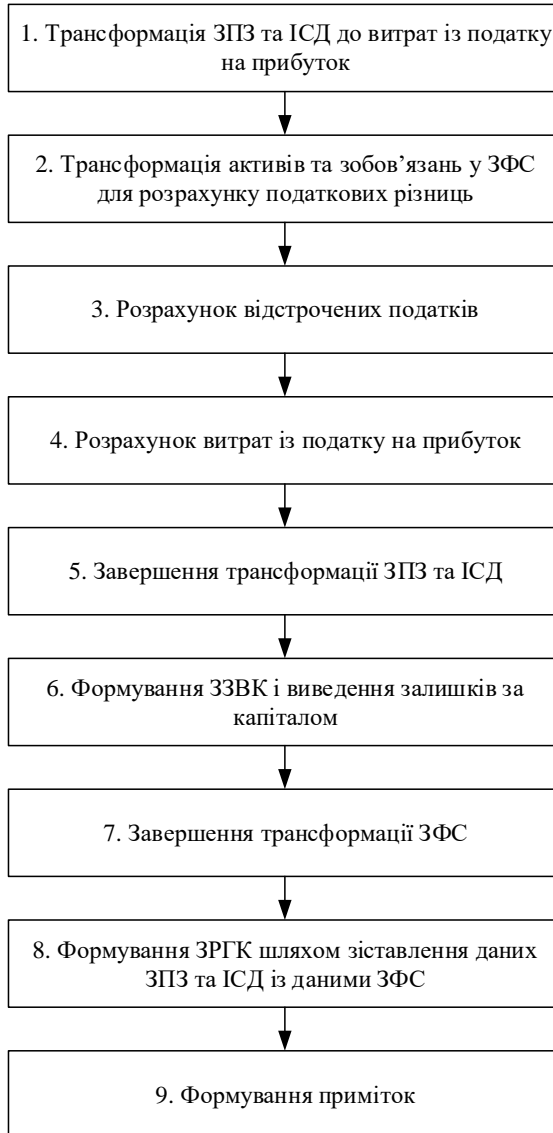 1. Трансформація ЗПЗ та ІСД до витрат із податку
на прибуток
2. Трансформація активів та зобов’язань у ЗФС
для розрахунку податкових різниць
3. Розрахунок відстрочених податків
4. Розрахунок витрат із податку на прибуток
5. Завершення трансформації ЗПЗ та ІСД
6. Формування ЗЗВК і виведення залишків за
капіталом
7. Завершення трансформації ЗФС
8. Формування ЗРГК шляхом зіставлення даних
ЗПЗ та ІСД із даними ЗФС
9. Формування приміток